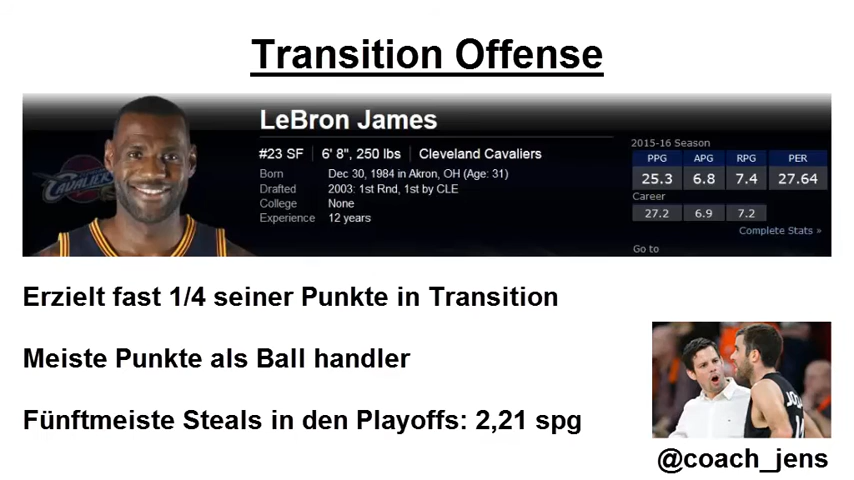 Transition Offense
LeBron James
#23 SF | 6' 8", 250 lbs | Cleveland Cavaliers
Born Dec 30, 1984 in Akron, OH (Age: 31)
Drafted 2003: 1st Rnd, 1st by CLE
College None
Experience 12 years
2015-16 Season
PPG APG RPG PER
25.3 6.8 7.4 27.64
Career
27.2 6.9 7.2
Complete Stats »
Go to
CAVALIERS
Erzielt fast 1/4 seiner Punkte in Transition
Meiste Punkte als Ball handler
Fünftmeiste Steals in den Playoffs: 2,21 spg
@coach_jens